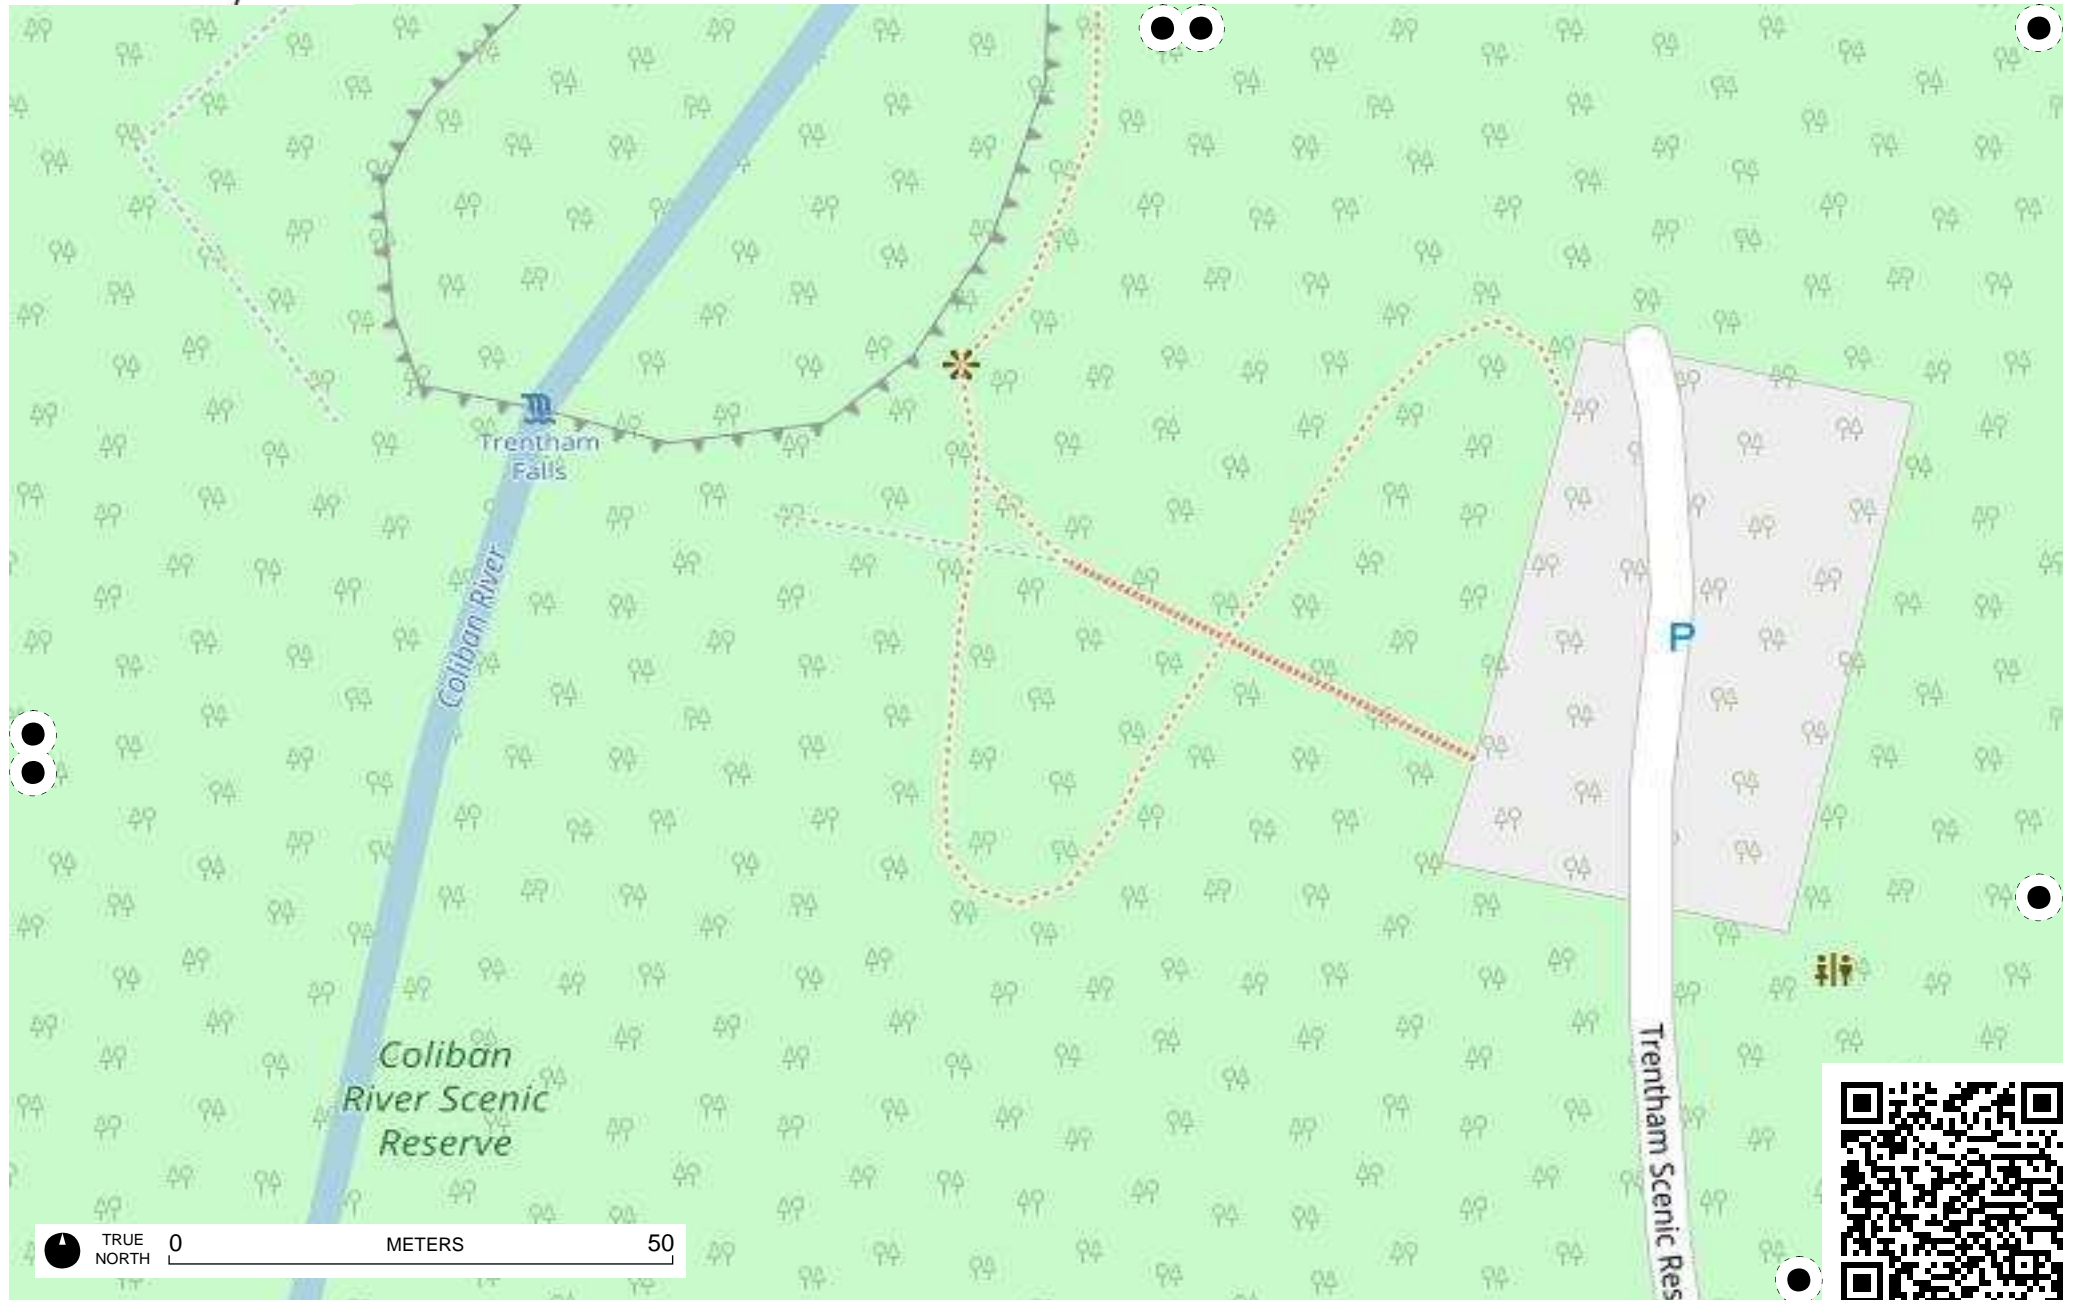 Trentham
Falls
Coliban River
P
Coliban
River Scenic
Reserve
Trentham Scenic Res
TRUE
NORTH
0 METERS 50